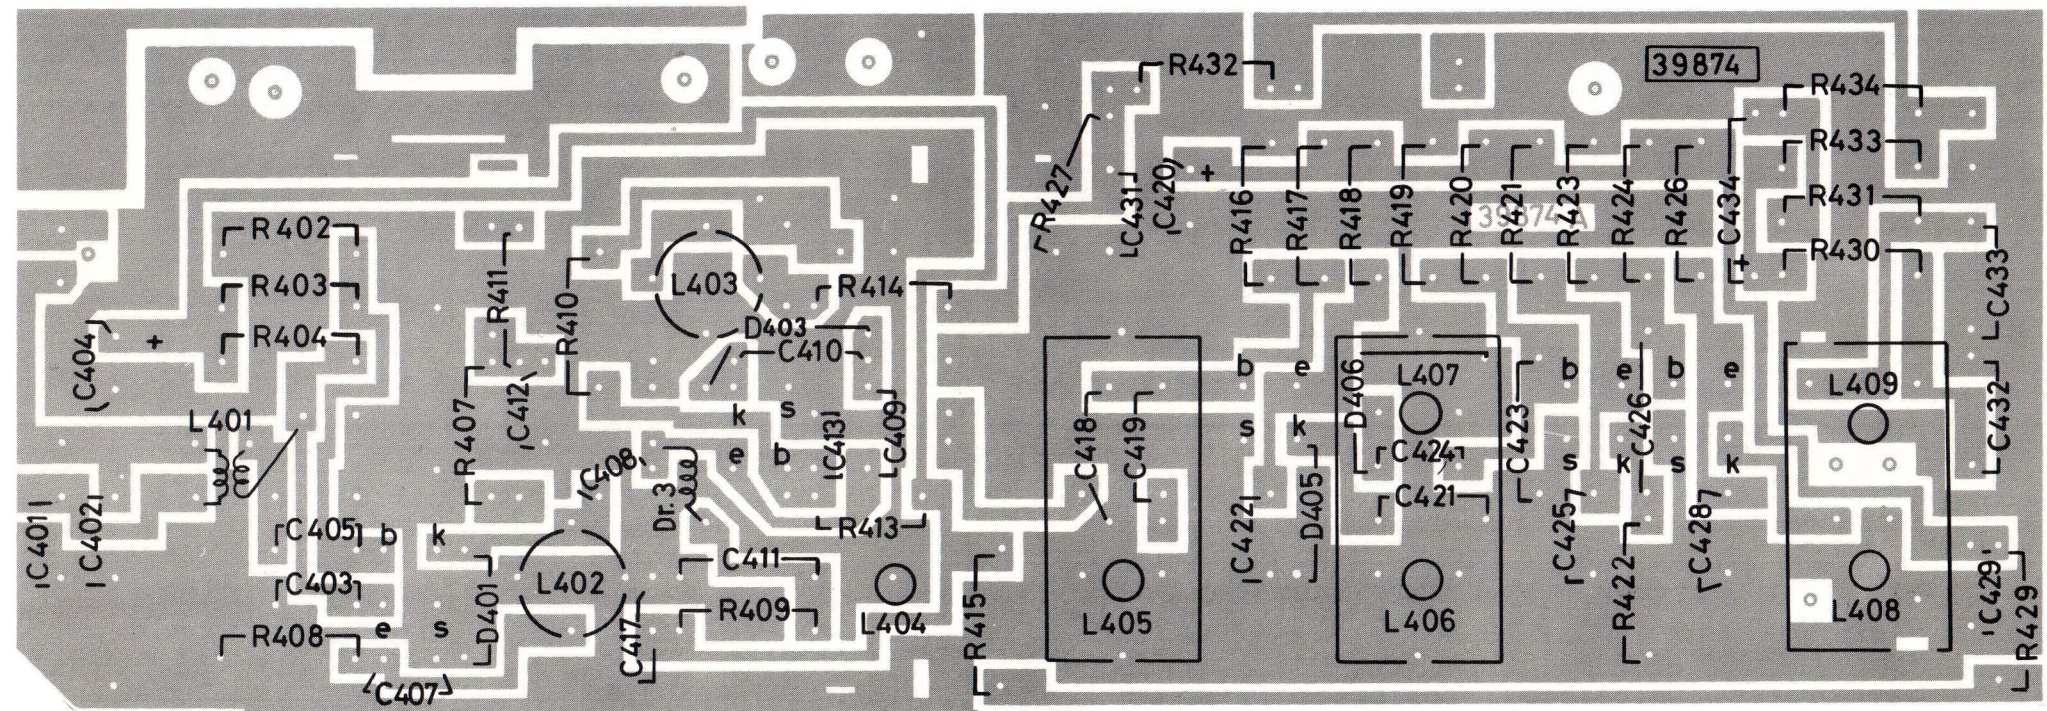 R432
39874
R434
R433
R427
C431
C420
+
R416
R417
R418
R419
R420
R421
R423
R424
R426
C434
+
39874A
R431
R430
C433
R402
R403
R404
C404
+
R411
R410
L403
R414
D403
C410
L401
R407
C412
k
s
e
b
C413
C409
C408
Dr.3
R413
C418
C419
b
e
s
k
D406
L407
C424
C421
C423
b
e
b
e
s
k
s
k
C426
L409
C432
C401
C402
C405
b
k
C403
e
s
R408
C407
D401
L402
C417
C411
R409
L404
R415
L405
C422
D405
L406
C425
R422
C428
L408
C429
R429